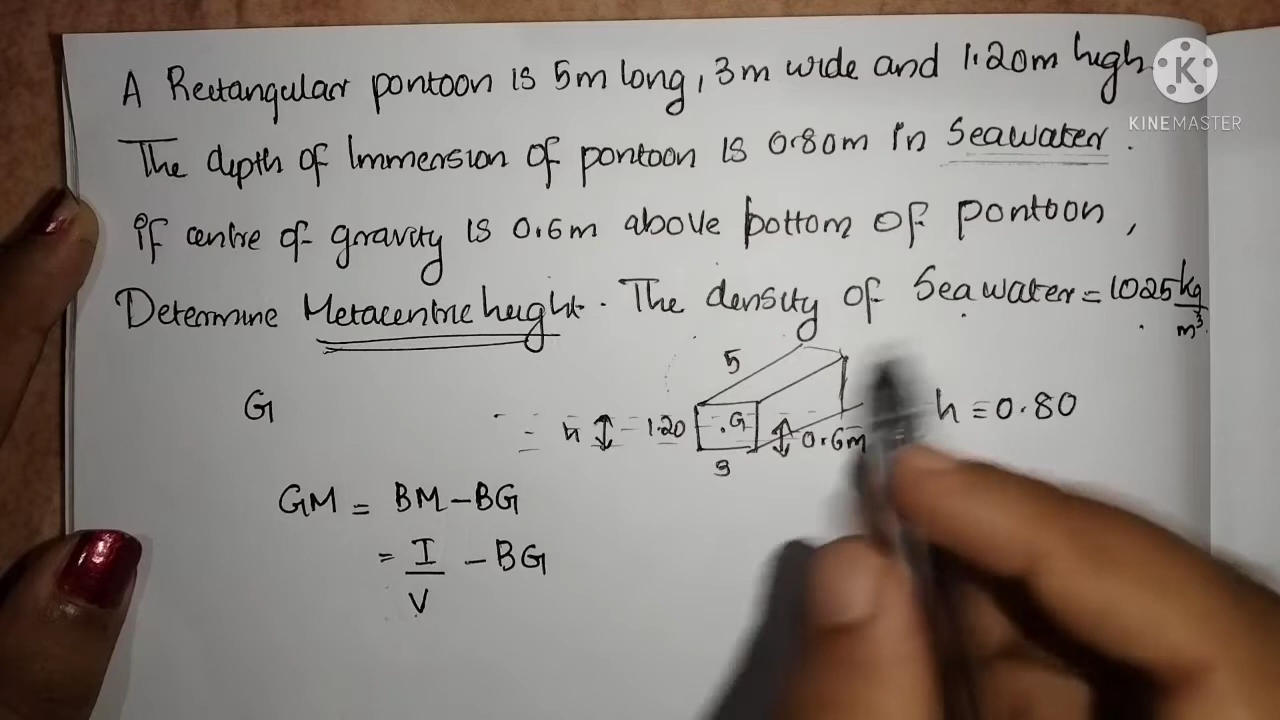 A Rectangular pontoon is 5m long, 3m wide and 1.20m high
The depth of Immersion of pontoon is 0.80m in Seawater.
if centre of gravity is 0.6m above bottom of pontoon,
Determine Metacentric height. The density of Seawater = 1025 kg/m³.
KINEMASTER
5
G
= h 1.20 .G 0.6m h = 0.80
3
GM = BM - BG
= I/V - BG